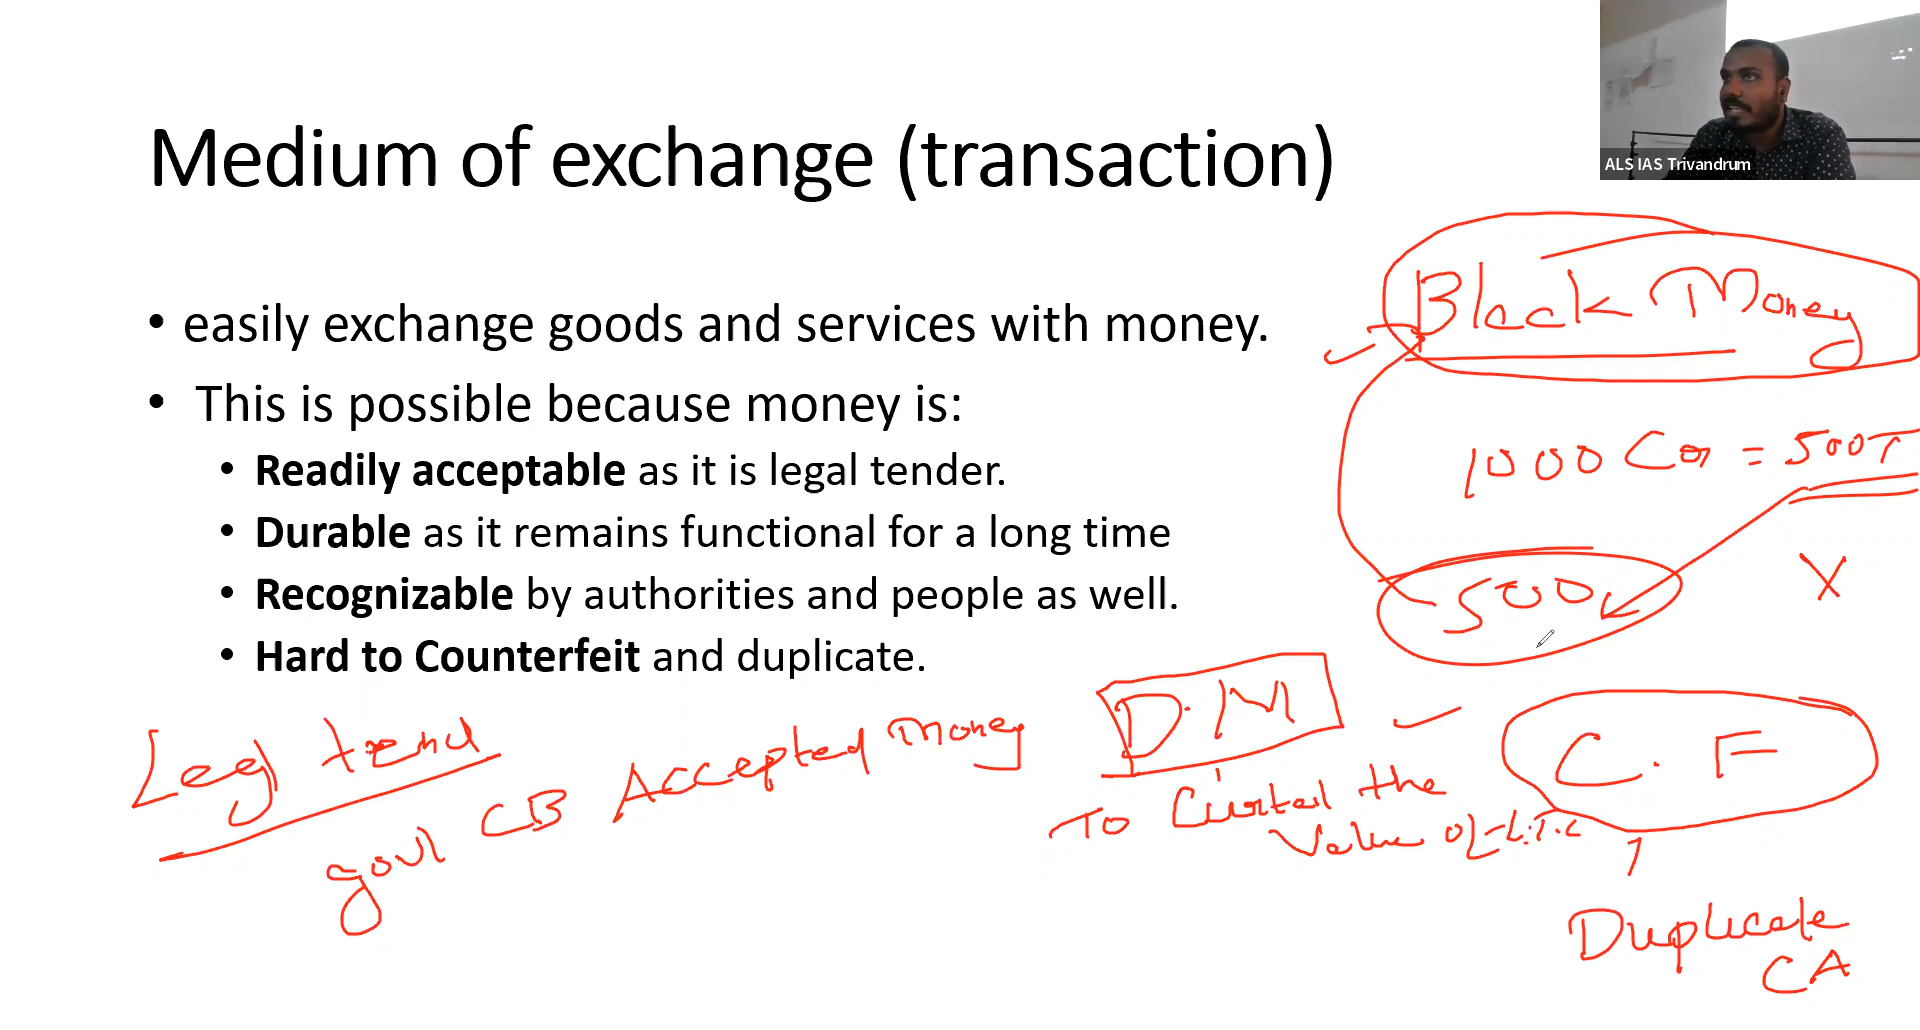 ALS IAS Trivandrum
Medium of exchange (transaction)
• easily exchange goods and services with money.
• This is possible because money is:
• Readily acceptable as it is legal tender.
• Durable as it remains functional for a long time
• Recognizable by authorities and people as well.
• Hard to Counterfeit and duplicate.
Black Money
1000 Cr = 500T
500
X
Leg tend
govt CB Accepted money
D.M
To Curtail the
Value of L.T.C
C.F
Duplicate
CA